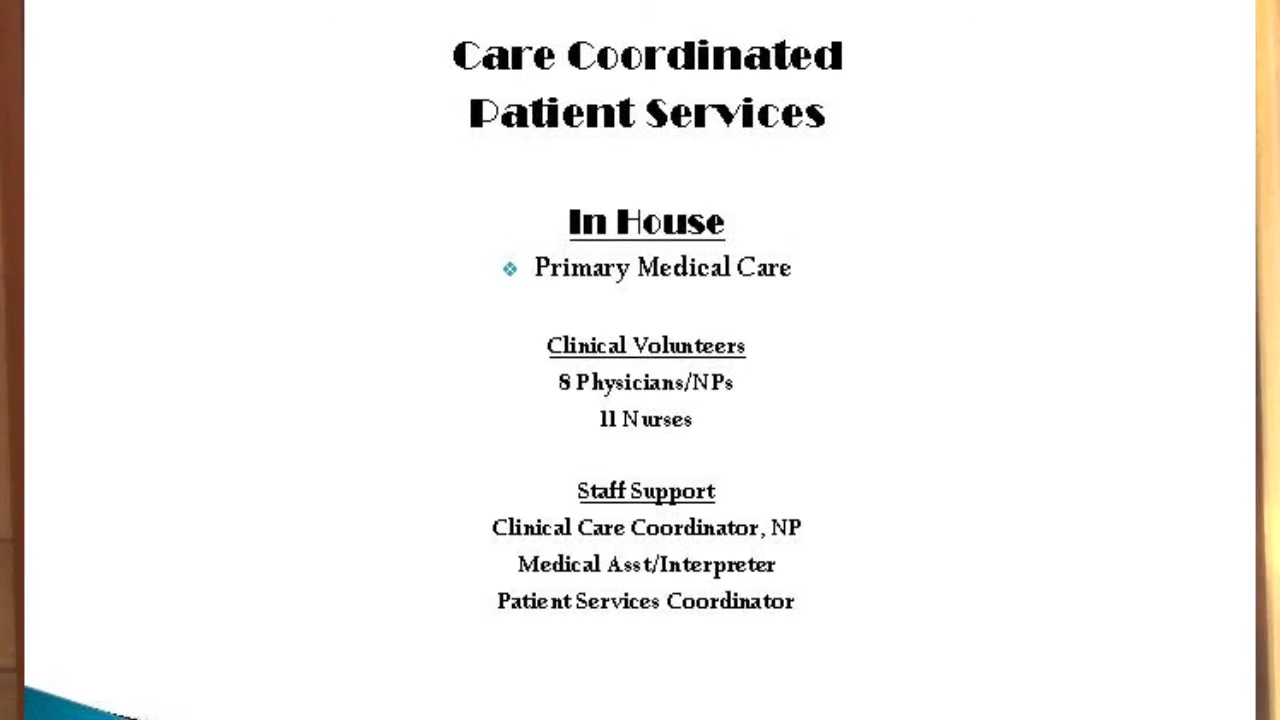 Care Coordinated
Patient Services
In House
Primary Medical Care
Clinical Volunteers
8 Physicians/NPs
11 Nurses
Staff Support
Clinical Care Coordinator, NP
Medical Asst/Interpreter
Patient Services Coordinator